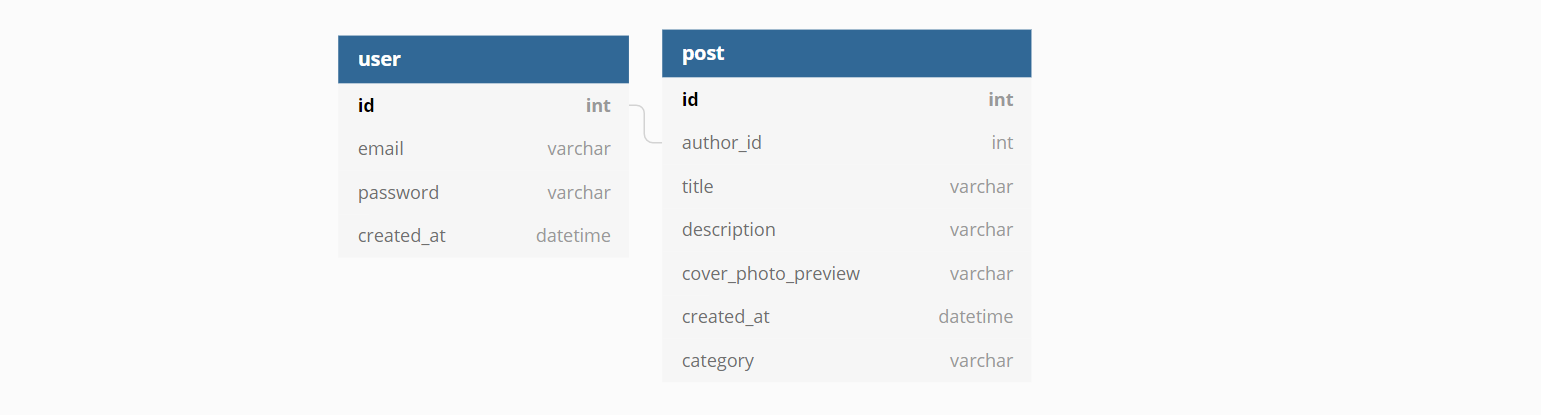 user
id int
email varchar
password varchar
created_at datetime
post
id int
author_id int
title varchar
description varchar
cover_photo_preview varchar
created_at datetime
category varchar